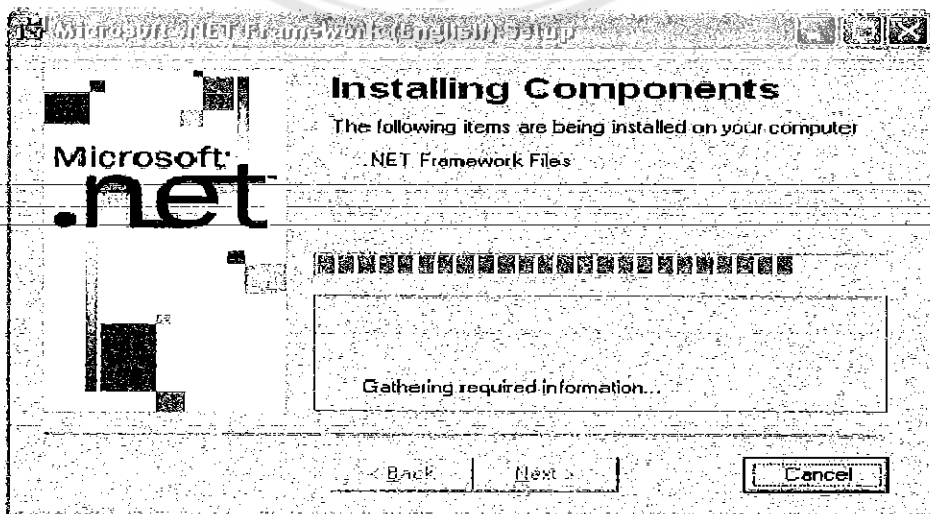 Microsoft .NET Framework (English) Setup
Installing Components
The following items are being installed on your computer
.NET Framework Files
Microsoft
.net
Gathering required information...
< Back
Next >
Cancel